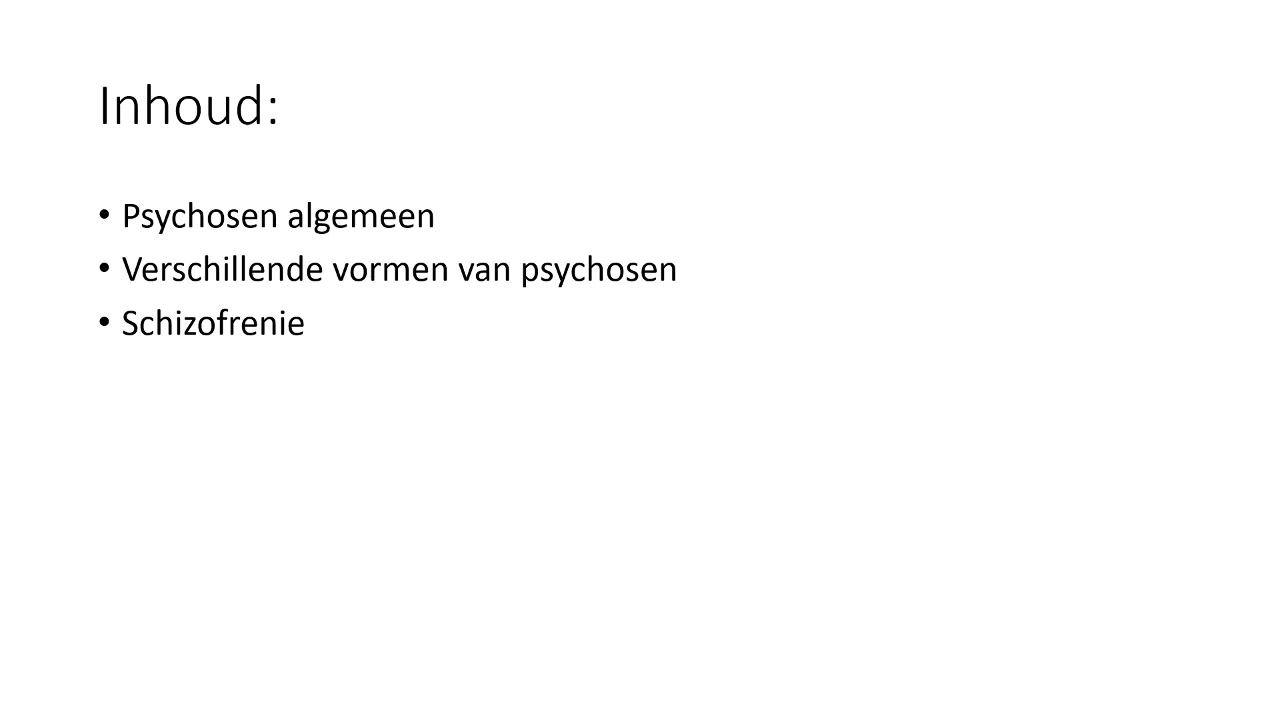 Inhoud:
• Psychosen algemeen
• Verschillende vormen van psychosen
• Schizofrenie